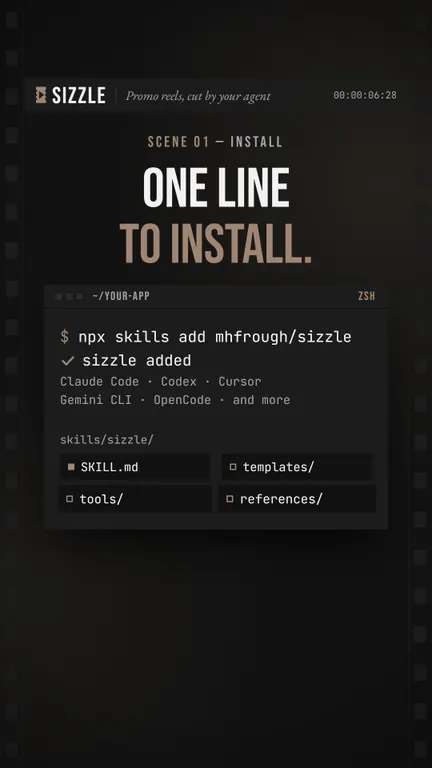 SIZZLE Promo reels, cut by your agent 00:00:06:28
SCENE 01 — INSTALL
ONE LINE
TO INSTALL.
~/YOUR-APP ZSH
$ npx skills add mhfrough/sizzle
✓ sizzle added
Claude Code · Codex · Cursor
Gemini CLI · OpenCode · and more
skills/sizzle/
SKILL.md templates/
tools/ references/